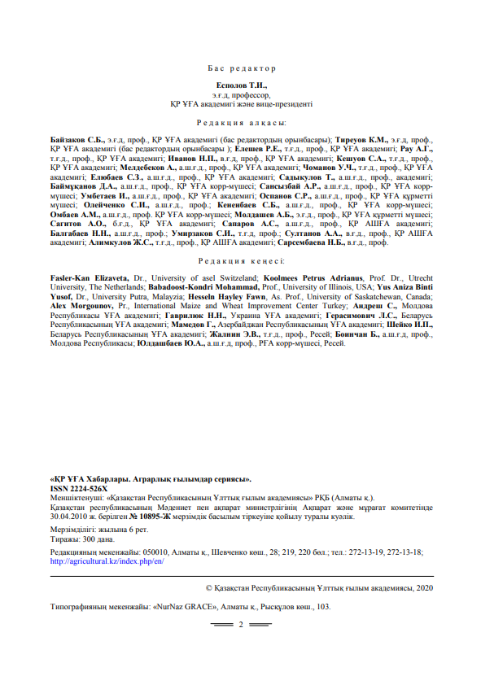 Бас редактор
Есполов Т.И.,
э.ғ.д, профессор,
ҚР ҰҒА академигі және вице-президенті
Редакция алқасы:
Байзаков С.Б., э.ғ.д, проф., ҚР ҰҒА академигі (бас редактордың орынбасары); Тиреуов К.М., э.ғ.д, проф.,
ҚР ҰҒА академигі (бас редактордың орынбасары ); Елешев Р.Е., т.ғ.д., проф., ҚР ҰҒА академигі; Рау А.Г.,
т.ғ.д., проф., ҚР ҰҒА академигі; Иванов Н.П., в.ғ.д, проф., ҚР ҰҒА академигі; Кешуов С.А., т.ғ.д., проф.,
ҚР ҰҒА академигі; Мелдебеков А., а.ш.ғ.д., проф., ҚР ҰҒА академигі; Чоманов У.Ч., т.ғ.д., проф., ҚР ҰҒА
академигі; Елюбаев С.З., а.ш.ғ.д., проф., ҚР ҰҒА академигі; Садыкулов Т., а.ш.ғ.д., проф., академигі;
Баймұқанов Д.А., а.ш.ғ.д., проф., ҚР ҰҒА корр-мүшесі; Сансызбай А.Р., а.ш.ғ.д., проф., ҚР ҰҒА корр-
мүшесі; Умбетаев И., а.ш.ғ.д., проф., ҚР ҰҒА академигі; Оспанов С.Р., а.ш.ғ.д., проф., ҚР ҰҒА құрметті
мүшесі; Олейченко С.И., а.ш.ғ.д., проф.; Кененбаев С.Б., а.ш.ғ.д., проф., ҚР ҰҒА корр-мүшесі;
Омбаев А.М., а.ш.ғ.д, проф. ҚР ҰҒА корр-мүшесі; Молдашев А.Б., э.ғ.д., проф., ҚР ҰҒА құрметті мүшесі;
Сагитов А.О., б.ғ.д., ҚР ҰҒА академигі; Сапаров А.С., а.ш.ғ.д., проф., ҚР АШҒА академигі;
Балгабаев Н.Н., а.ш.ғ.д., проф.; Умирзаков С.И., т.ғ.д, проф.; Султанов А.А., в.ғ.д., проф., ҚР АШҒА
академигі; Алимкулов Ж.С., т.ғ.д., проф., ҚР АШҒА академигі; Сарсембаева Н.Б., в.ғ.д., проф.
Редакция кеңесі:
Fasler-Kan Elizaveta, Dr., University of asel Switzeland; Koolmees Petrus Adrianus, Prof. Dr., Utrecht
University, The Netherlands; Babadoost-Kondri Mohammad, Prof., University of Illinois, USA; Yus Aniza Binti
Yusof, Dr., University Putra, Malayzia; Hesseln Hayley Fawn, As. Prof., University of Saskatchewan, Canada;
Alex Morgounov, Pr., International Maize and Wheat Improvement Center Turkey; Андреш С., Молдова
Республикасы ҰҒА академигі; Гаврилюк Н.Н., Украина ҰҒА академигі; Герасимович Л.С., Беларусь
Республикасының ҰҒА академигі; Мамедов Г., Азербайджан Республикасының ҰҒА академигі; Шейко И.П.,
Беларусь Республикасының ҰҒА академигі; Жалнин Э.В., т.ғ.д., проф., Ресей; Боинчан Б., а.ш.ғ.д, проф.,
Молдова Республикасы; Юлдашбаев Ю.А., а.ш.ғ.д., проф., РҒА корр-мүшесі, Ресей.
«ҚР ҰҒА Хабарлары. Аграрлық ғылымдар сериясы».
ISSN 2224-526X
Меншіктенуші: «Қазақстан Республикасының Ұлттық ғылым академиясы» РҚБ (Алматы қ.).
Қазақстан республикасының Мәдениет пен ақпарат министрлігінің Ақпарат және мұрағат комитетінде
30.04.2010 ж. берілген № 10895-Ж мерзімдік басылым тіркеуіне қойылу туралы куәлік.
Мерзімділігі: жылына 6 рет.
Тиражы: 300 дана.
Редакцияның мекенжайы: 050010, Алматы қ., Шевченко көш., 28; 219, 220 бөл.; тел.: 272-13-19, 272-13-18;
http://agricultural.kz/index.php/en/
© Қазақстан Республикасының Ұлттық ғылым академиясы, 2020
Типографияның мекенжайы: «NurNaz GRACE», Алматы қ., Рысқұлов көш., 103.
2